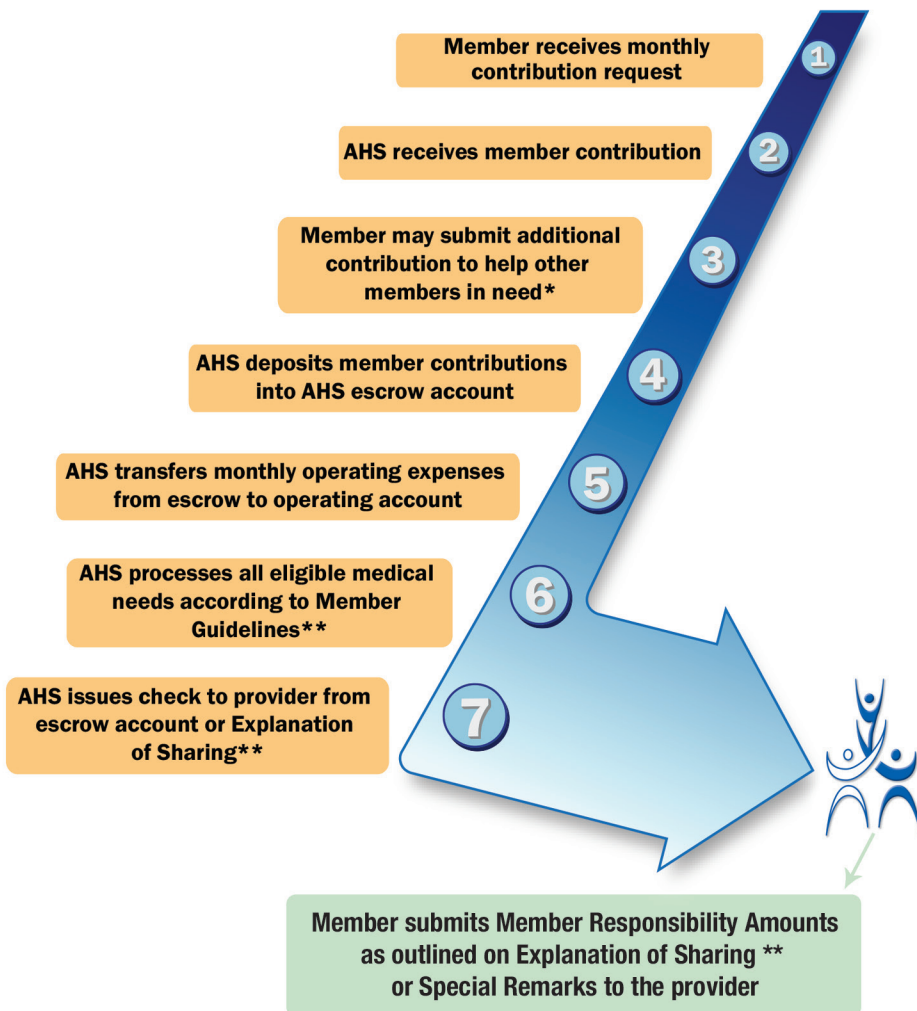 Member receives monthly
contribution request
1
AHS receives member contribution
2
Member may submit additional
contribution to help other
members in need*
3
AHS deposits member contributions
into AHS escrow account
4
AHS transfers monthly operating expenses
from escrow to operating account
5
AHS processes all eligible medical
needs according to Member
Guidelines**
6
AHS issues check to provider from
escrow account or Explanation
of Sharing**
7
Member submits Member Responsibility Amounts
as outlined on Explanation of Sharing **
or Special Remarks to the provider